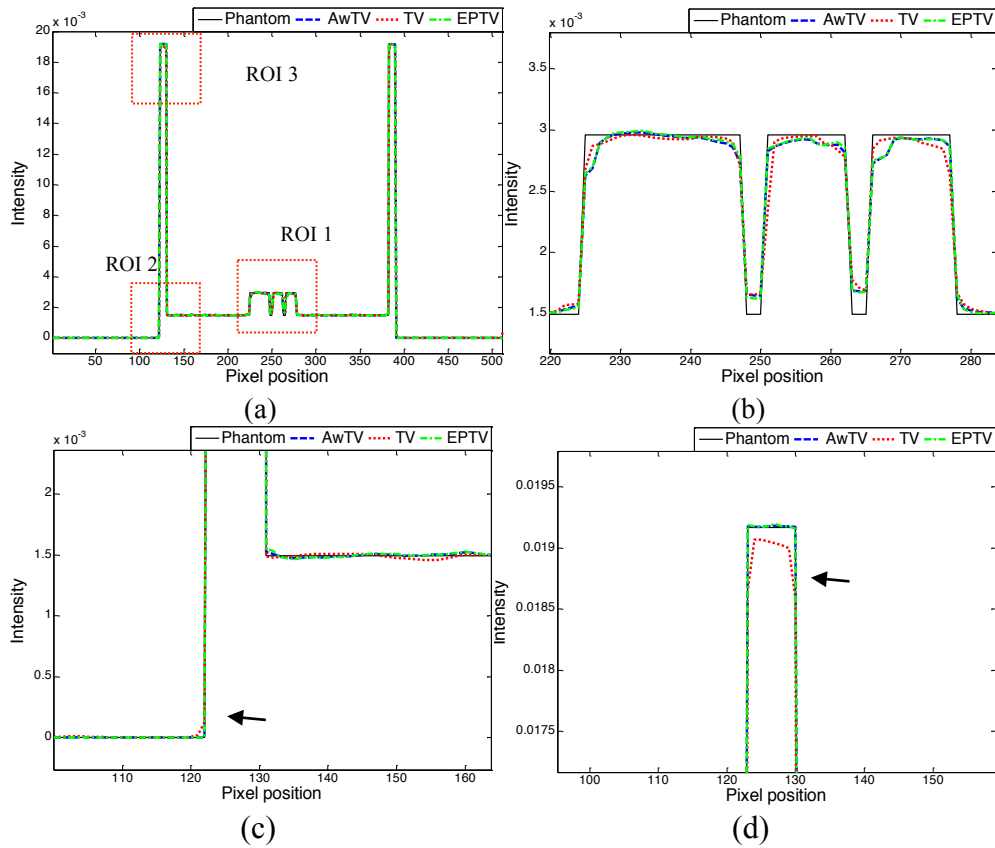 Phantom AwTV TV EPTV
x 10⁻³
20
18
16
14
12
10
8
6
4
2
0
Intensity
ROI 3
ROI 1
ROI 2
50 100 150 200 250 300 350 400 450 500
Pixel position
(a)
Phantom AwTV TV EPTV
x 10⁻³
3.5
3
2.5
2
1.5
Intensity
220 230 240 250 260 270 280
Pixel position
(b)
Phantom AwTV TV EPTV
x 10⁻³
2
1.5
1
0.5
0
Intensity
110 120 130 140 150 160
Pixel position
(c)
Phantom AwTV TV EPTV
0.0195
0.019
0.0185
0.018
0.0175
Intensity
100 110 120 130 140 150
Pixel position
(d)